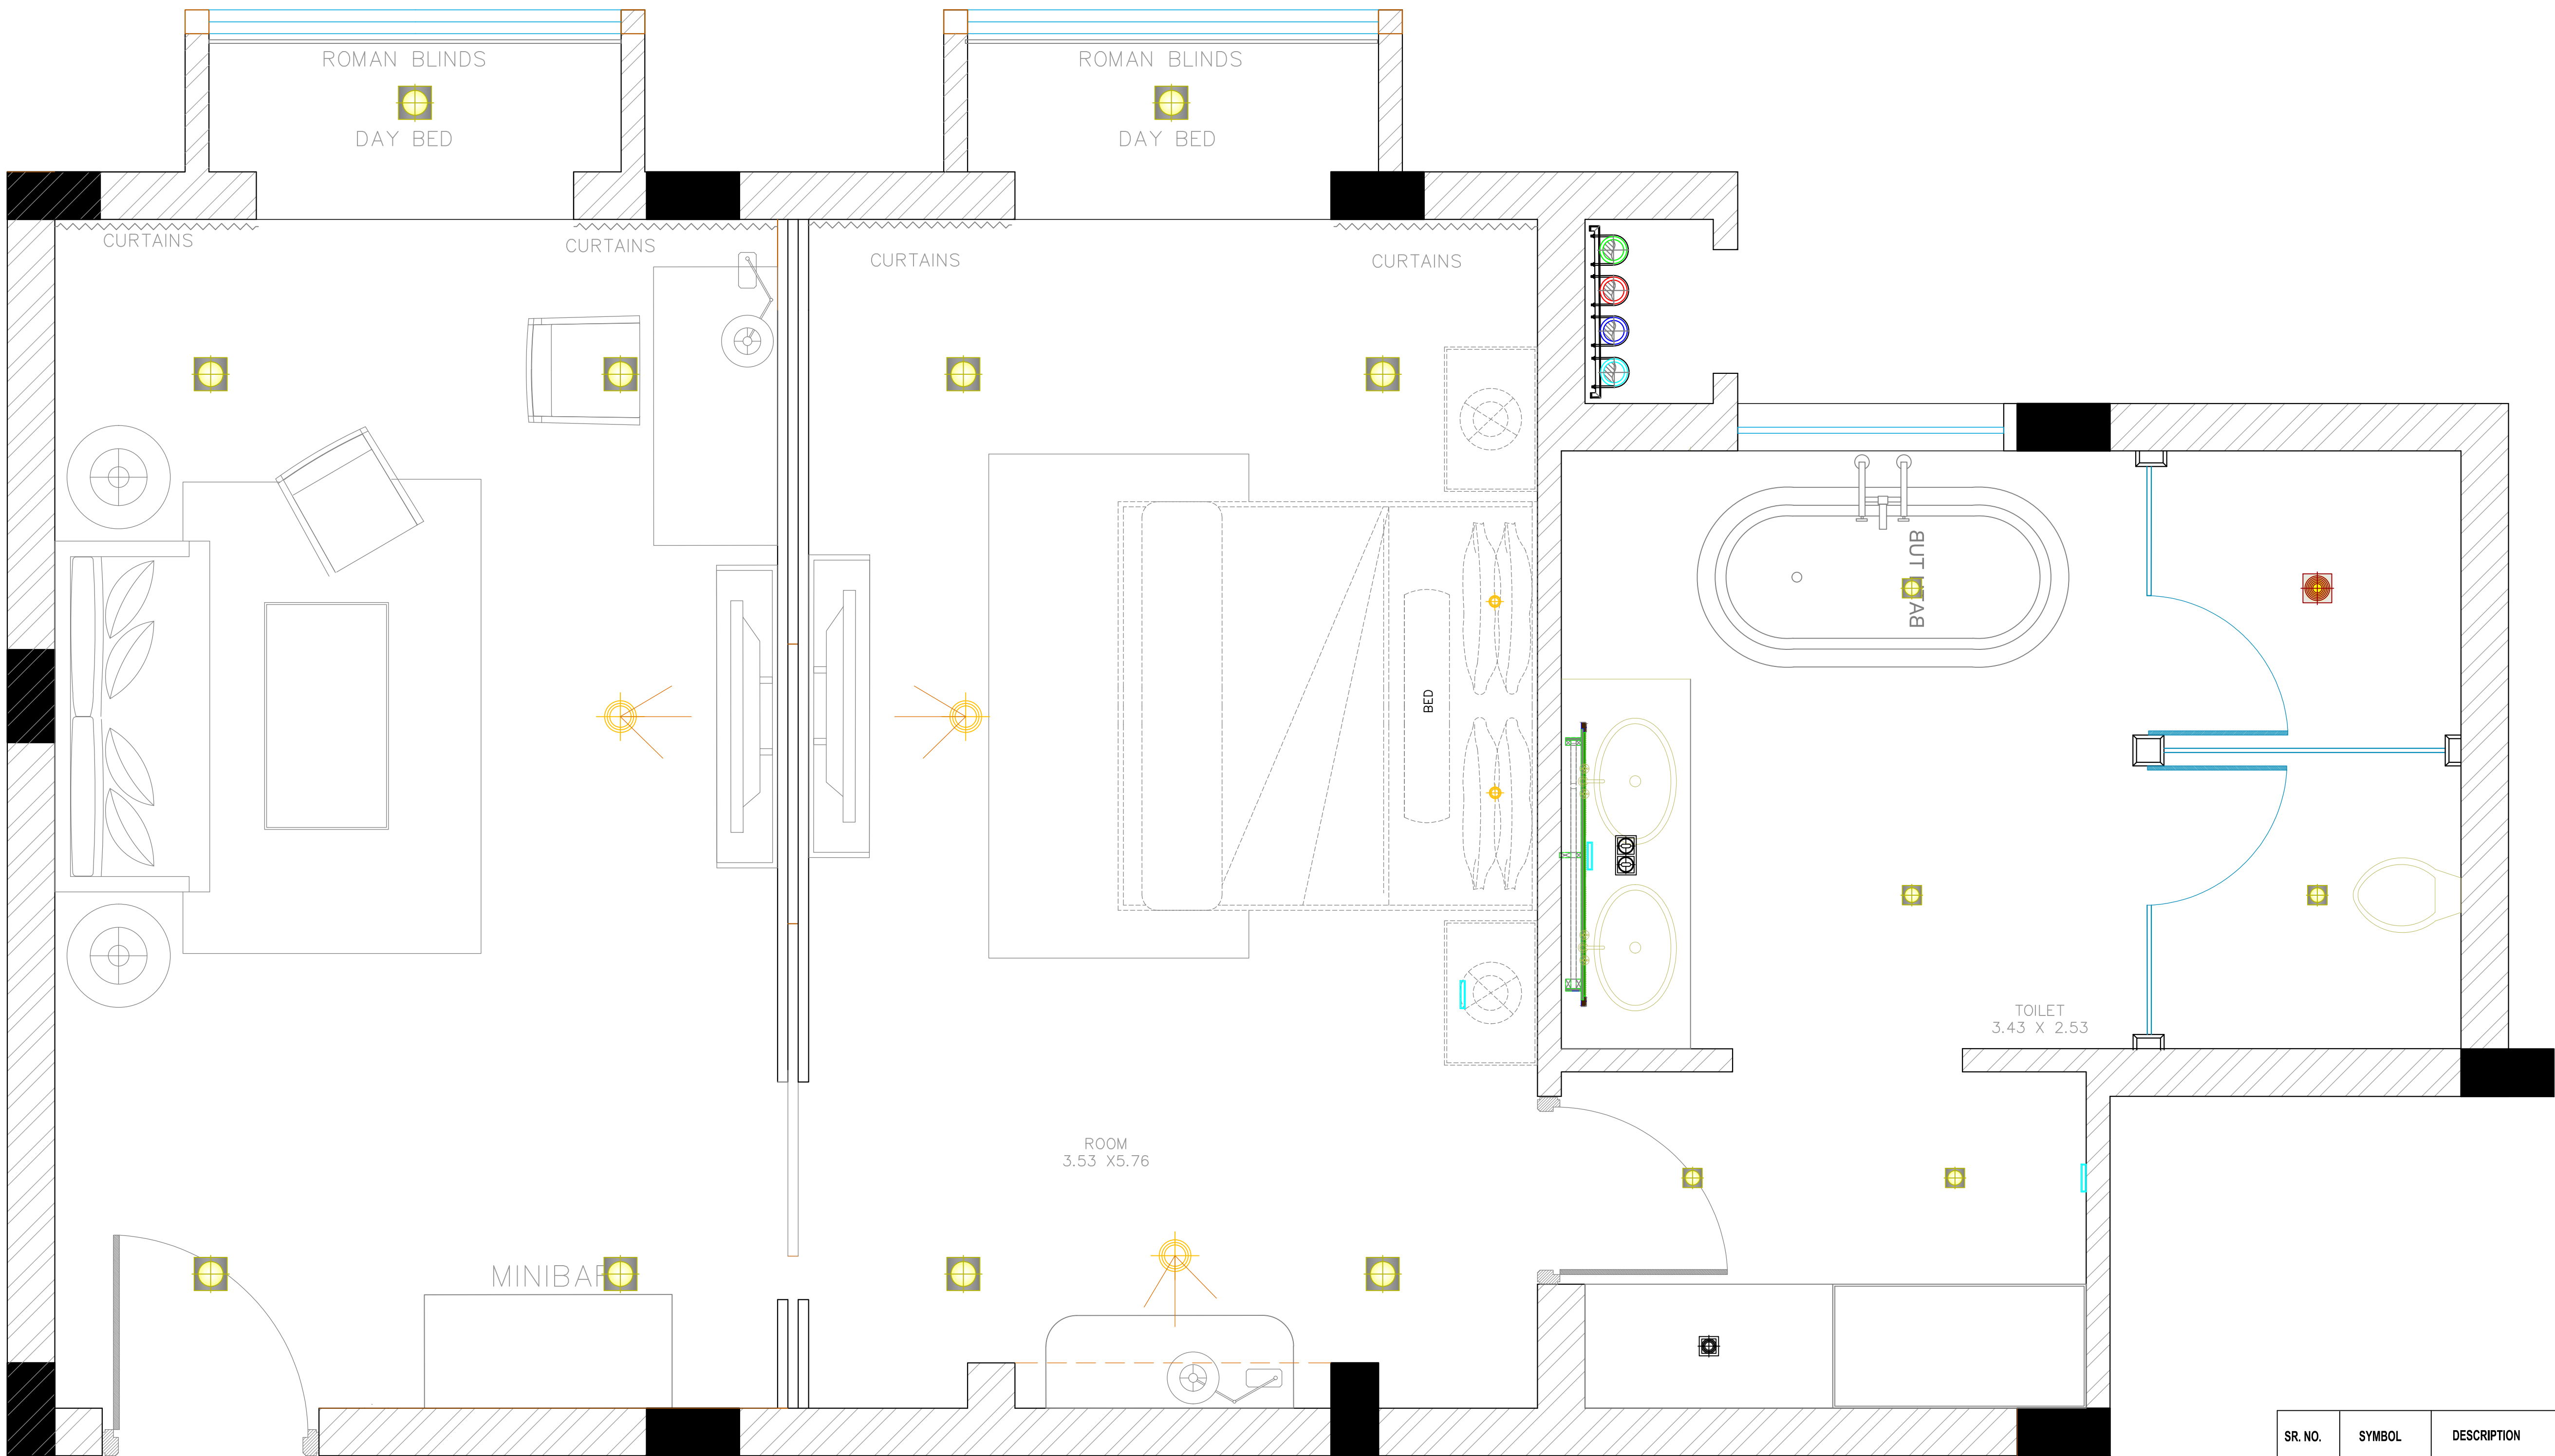 ROMAN BLINDS
ROMAN BLINDS
DAY BED
DAY BED
CURTAINS
CURTAINS
CURTAINS
CURTAINS
BATH TUB
BED
TOILET
3.43 X 2.53
ROOM
3.53 X5.76
MINIBAR
SR. NO.
SYMBOL
DESCRIPTION